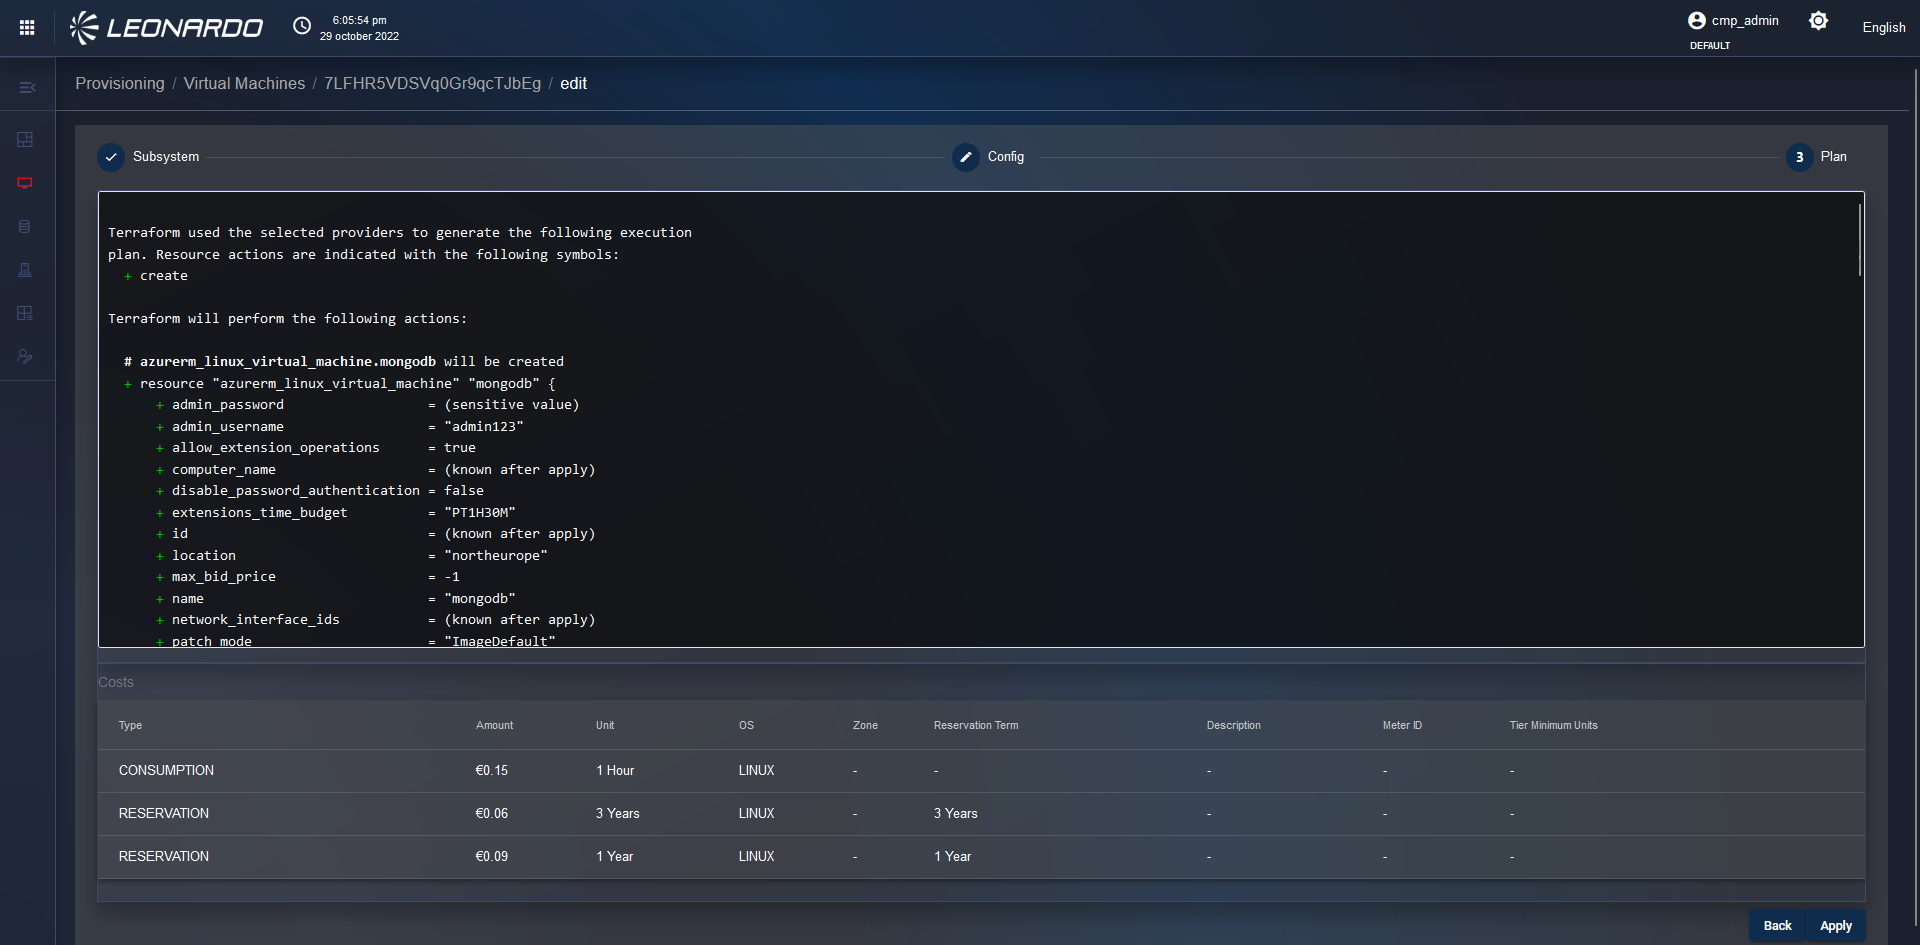 LEONARDO
6:05:54 pm
29 october 2022
cmp_admin
DEFAULT
English
Provisioning / Virtual Machines / 7LFHR5VDSVq0Gr9qcTJbEg / edit
Subsystem
Config
3 Plan
Terraform used the selected providers to generate the following execution
plan. Resource actions are indicated with the following symbols:
+ create
Terraform will perform the following actions:
# azurerm_linux_virtual_machine.mongodb will be created
+ resource "azurerm_linux_virtual_machine" "mongodb" {
+ admin_password = (sensitive value)
+ admin_username = "admin123"
+ allow_extension_operations = true
+ computer_name = (known after apply)
+ disable_password_authentication = false
+ extensions_time_budget = "PT1H30M"
+ id = (known after apply)
+ location = "northeurope"
+ max_bid_price = -1
+ name = "mongodb"
+ network_interface_ids = (known after apply)
+ patch_mode = "ImageDefault"
Costs
Type Amount Unit OS Zone Reservation Term Description Meter ID Tier Minimum Units
CONSUMPTION €0.15 1 Hour LINUX - - - - -
RESERVATION €0.06 3 Years LINUX - 3 Years - - -
RESERVATION €0.09 1 Year LINUX - 1 Year - - -
Back Apply